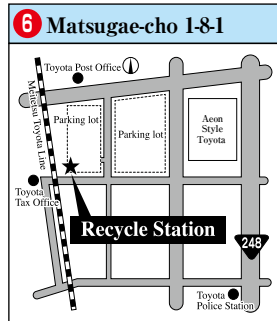 6 Matsugae-cho 1-8-1
Toyota Post Office
Meitetsu Toyota Line
Parking lot
Parking lot
Aeon
Style
Toyota
Toyota
Tax Office
Recycle Station
248
Toyota
Police Station